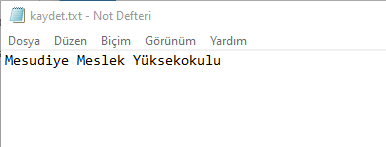 kaydet.txt - Not Defteri
Dosya Düzen Biçim Görünüm Yardım
Mesudiye Meslek Yüksekokulu